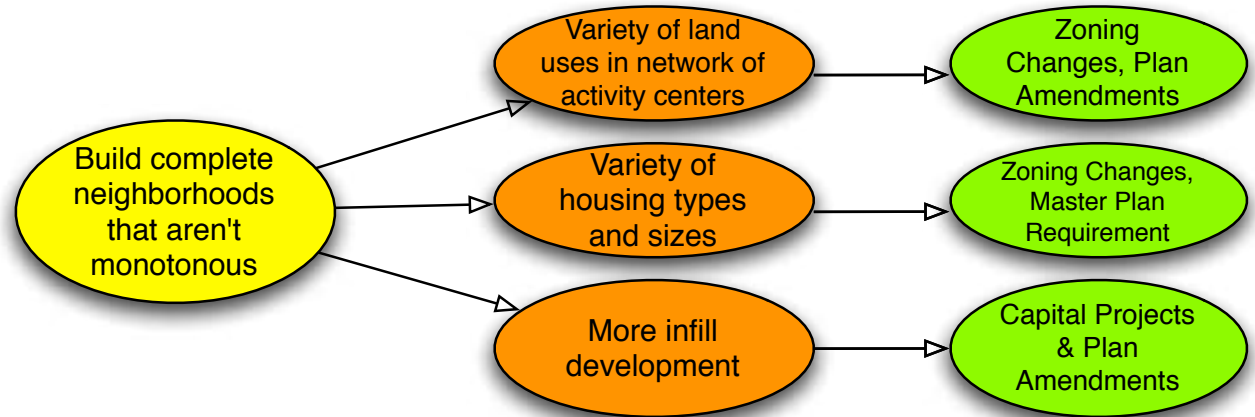 Build complete
neighborhoods
that aren't
monotonous
Variety of land
uses in network of
activity centers
Zoning
Changes, Plan
Amendments
Variety of
housing types
and sizes
Zoning Changes,
Master Plan
Requirement
More infill
development
Capital Projects
& Plan
Amendments